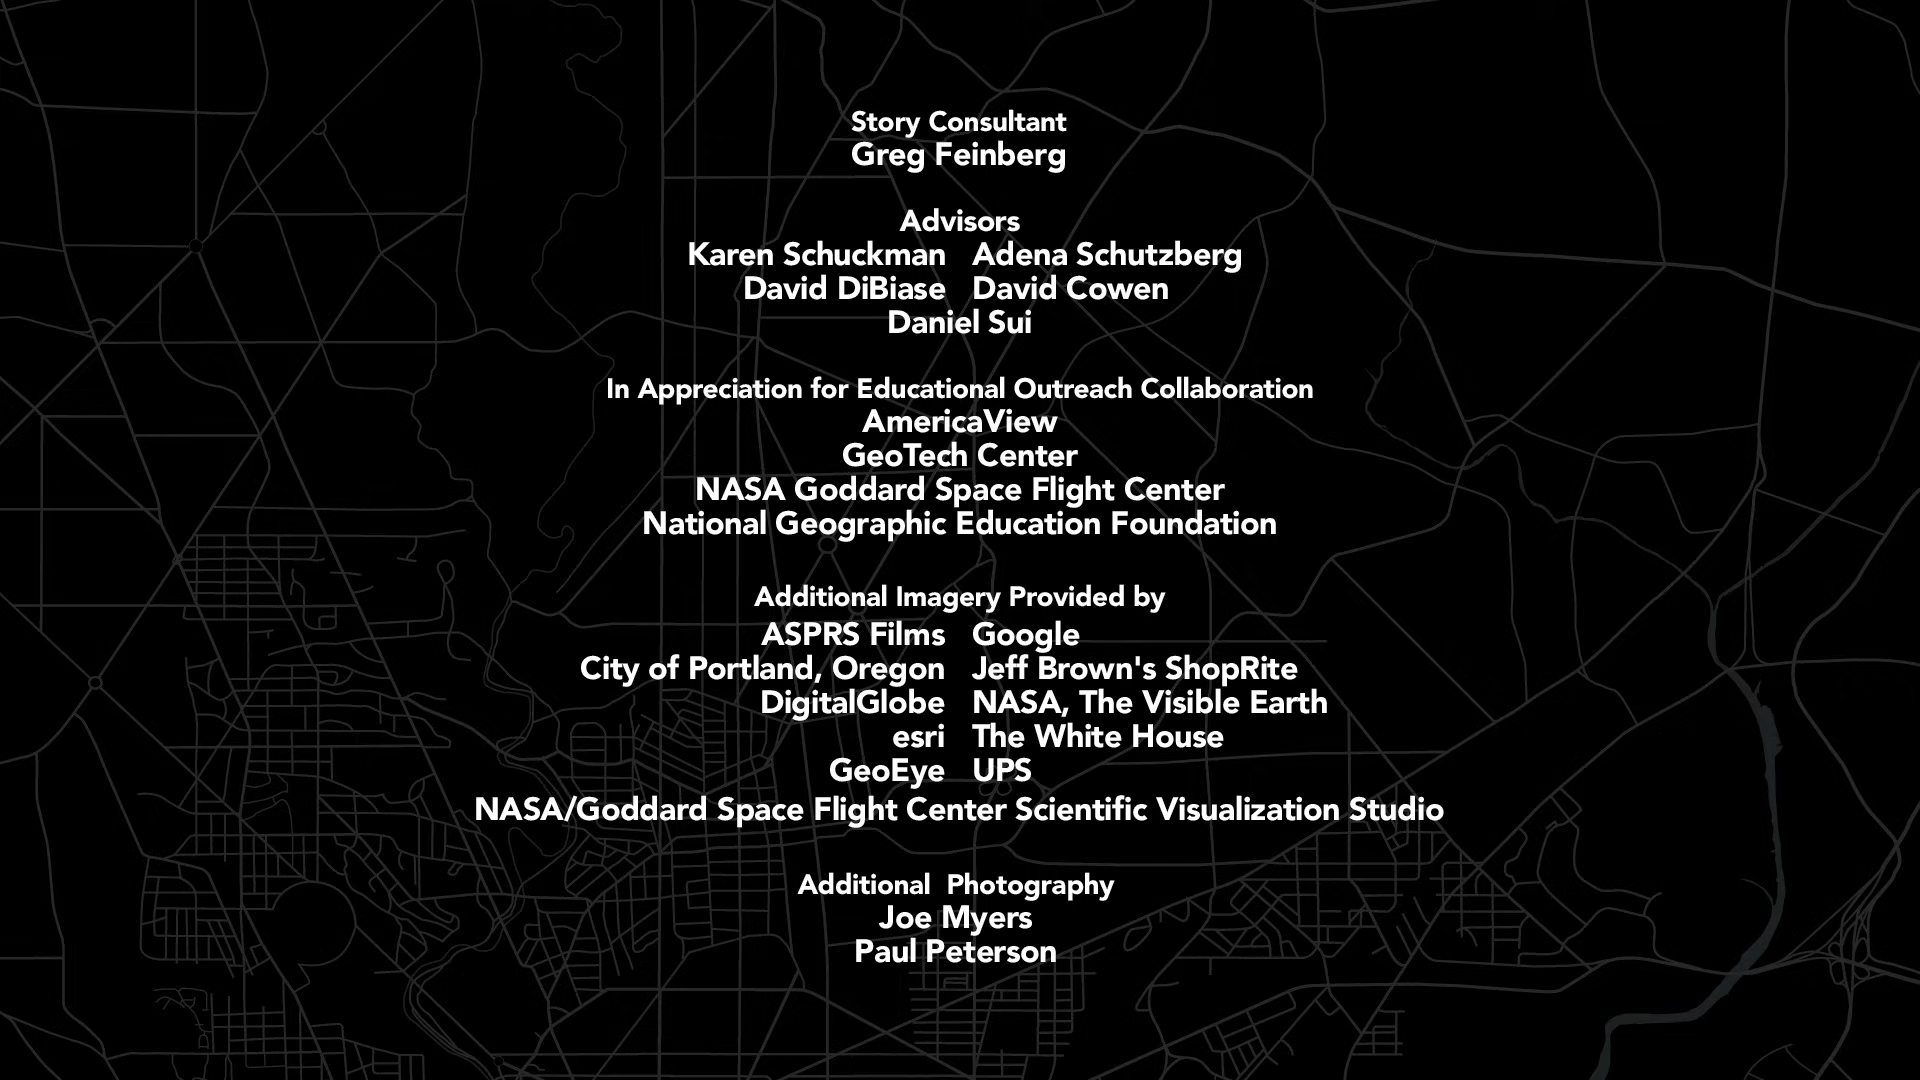 Story Consultant
Greg Feinberg
Advisors
Karen Schuckman Adena Schutzberg
David DiBiase David Cowen
Daniel Sui
In Appreciation for Educational Outreach Collaboration
AmericaView
GeoTech Center
NASA Goddard Space Flight Center
National Geographic Education Foundation
Additional Imagery Provided by
ASPRS Films Google
City of Portland, Oregon Jeff Brown's ShopRite
DigitalGlobe NASA, The Visible Earth
esri The White House
GeoEye UPS
NASA/Goddard Space Flight Center Scientific Visualization Studio
Additional Photography
Joe Myers
Paul Peterson